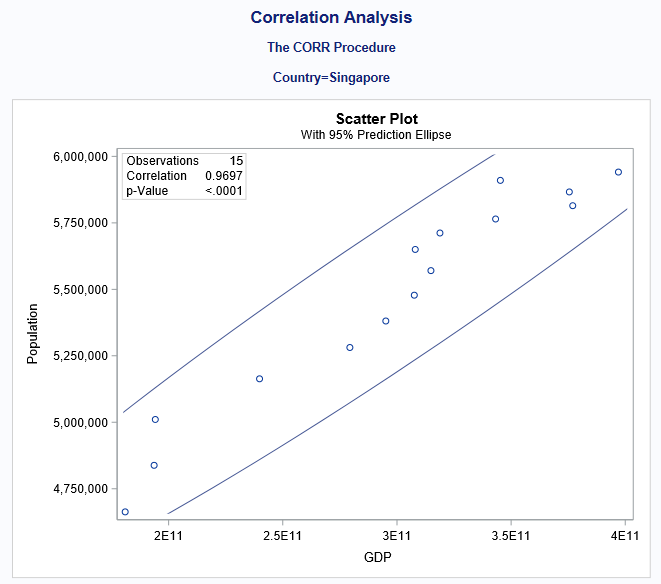 Correlation Analysis
The CORR Procedure
Country=Singapore
Scatter Plot
With 95% Prediction Ellipse
Observations 15
Correlation 0.9697
p-Value <.0001
6,000,000
5,750,000
5,500,000
5,250,000
5,000,000
4,750,000
Population
2E11 2.5E11 3E11 3.5E11 4E11
GDP